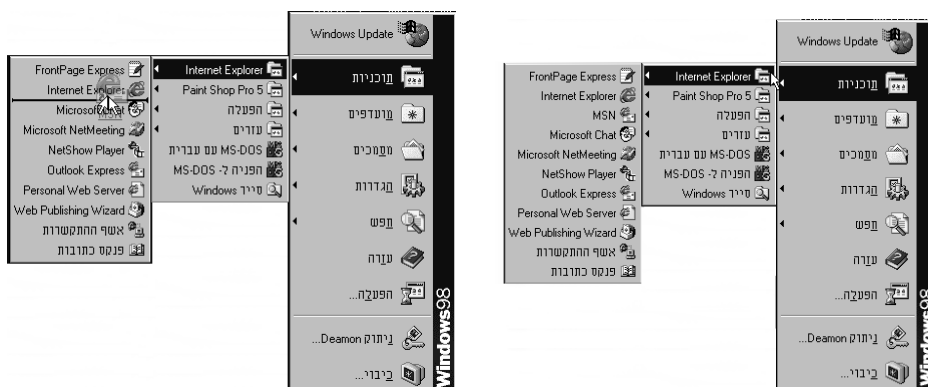 Windows Update
תוכניות
מועדפים
מסמכים
הגדרות
חפש
עזרה
הפעלה...
ניתוק Deamon...
כיבוי...
Windows98
Internet Explorer
Paint Shop Pro 5
הפעלה
עזרים
MS-DOS עם עברית
הפניה ל- MS-DOS
סייר Windows
FrontPage Express
Internet Explorer
MSN
Microsoft Chat
Microsoft NetMeeting
NetShow Player
Outlook Express
Personal Web Server
Web Publishing Wizard
אשף ההתקשרות
פנקס כתובות
Windows Update
תוכניות
מועדפים
מסמכים
הגדרות
חפש
עזרה
הפעלה...
ניתוק Deamon...
כיבוי...
Windows98
Internet Explorer
Paint Shop Pro 5
הפעלה
עזרים
MS-DOS עם עברית
הפניה ל- MS-DOS
סייר Windows
FrontPage Express
Internet Explorer
MSN
Microsoft NetMeeting
NetShow Player
Outlook Express
Personal Web Server
Web Publishing Wizard
אשף ההתקשרות
פנקס כתובות